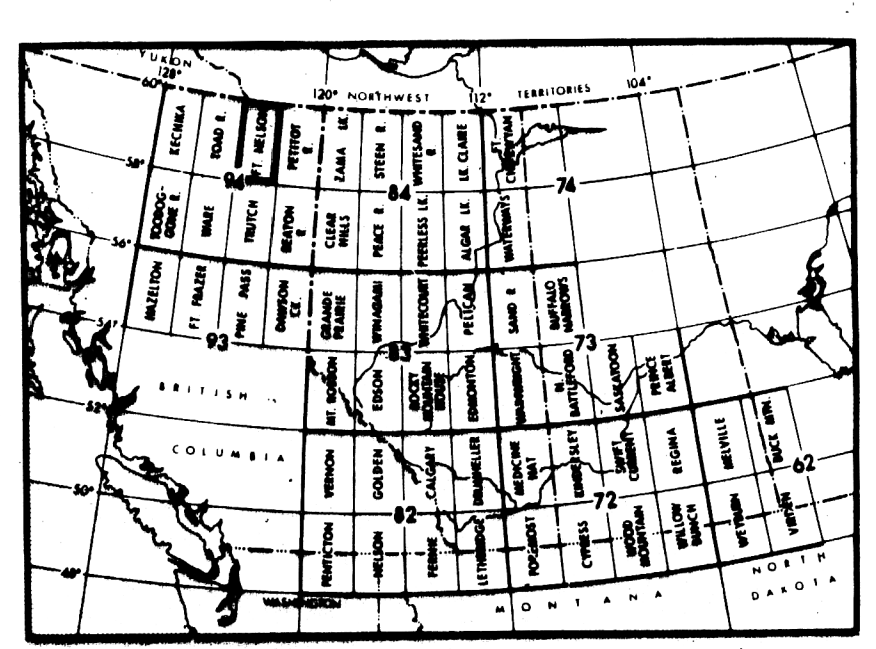 YUKON
128°
60°
120°
NORTHWEST
112°
TERRITORIES
104°
KECHIKA
TOAD R.
FT. NELSON
PETITOT R.
ZAMA LK.
STEEN R.
WHITESAND R
LK CLAIRE
FT CHIPEWYAN
58°
94
84
74
TOODOG-
GONE R.
WARE
TRUTCH
BEATON R
CLEAR HILLS
PEACE R.
PEERLESS LK.
ALGAR LK.
WATERWAYS
56°
HAZELTON
FT FRAZER
PINE PASS
DAWSON CK.
GRANDE PRAIRIE
WINAGAMI
WHITECOURT
PELICAN
SAND R
BUFFALO NARROWS
54°
93
83
73
MT. ROBSON
EDSON
ROCKY MOUNTAIN HOUSE
EDMONTON
WAINWRIGHT
N. BATTLEFORD
SASKATOON
PRINCE ALBERT
BRITISH
52°
COLUMBIA
VERNON
GOLDEN
CALGARY
DRUMHELLER
MEDICINE HAT
KINDERSLEY
SWIFT CURRENT
REGINA
MELVILLE
DUCK MTN.
62
50°
82
72
PENTICTON
NELSON
FERNIE
LETHBRIDGE
FOREMOST
CYPRESS
WOOD MOUNTAIN
WILLOW BUNCH
WEYBURN
VIRDEN
48°
WASHINGTON
MONTANA
NORTH
DAKOTA